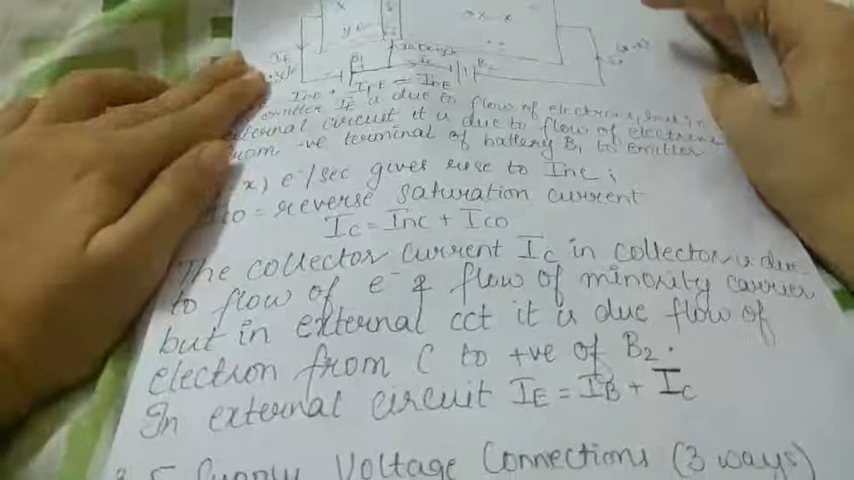 B1
B2
InE + IPE = InE
emitter IE is due to flow of electrons, but in
external circuit it is due to flow of electrons
from -ve terminal of battery B1 to emitter
x) e-/sec gives rise to Inc ;
ICO = reverse saturation current
Ic = Inc + Ico
The collector current Ic in collector is due
to flow of e- & flow of minority carrier
but in external cct it is due flow of
electron from C to +ve of B2.
In external circuit IE = IB + Ic
Supply Voltage Connections (3 ways)